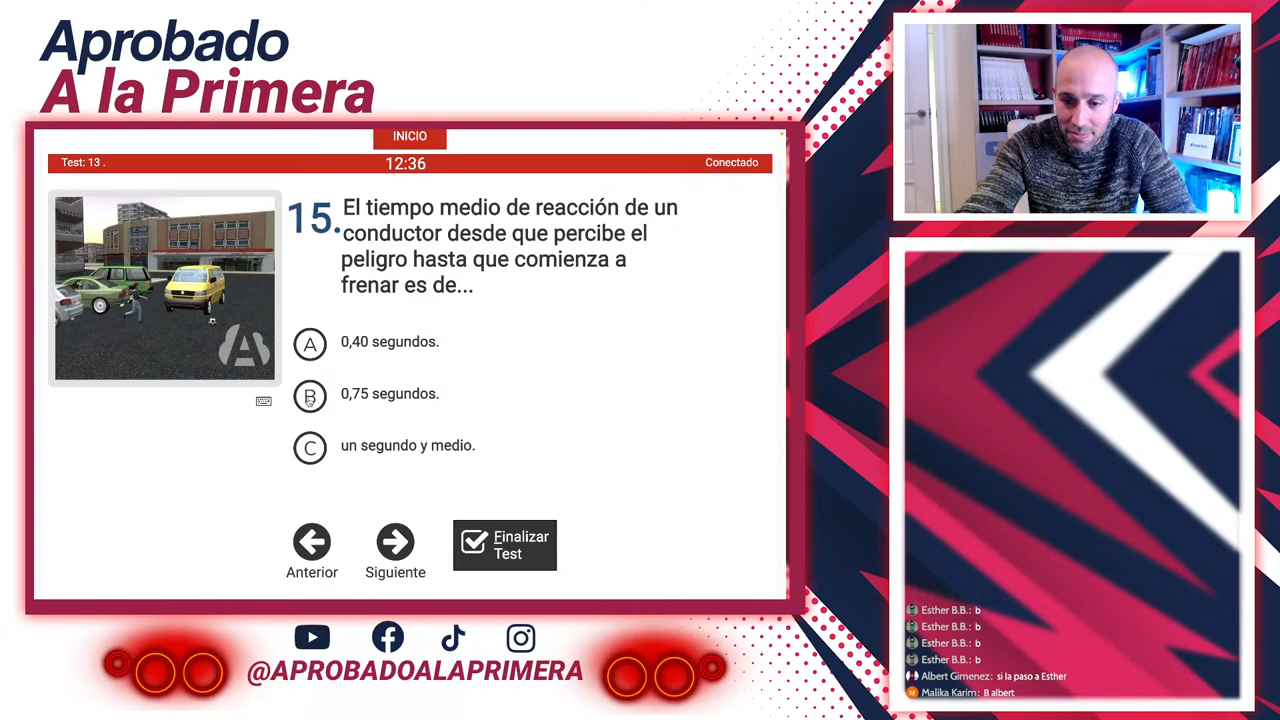 Aprobado
A la Primera
INICIO
Test: 13 .
12:36
Conectado
15.
El tiempo medio de reacción de un
conductor desde que percibe el
peligro hasta que comienza a
frenar es de...
A
0,40 segundos.
B
0,75 segundos.
C
un segundo y medio.
Anterior
Siguiente
Finalizar
Test
@APROBADOALAPRIMERA
Esther B.B.: b
Esther B.B.: b
Esther B.B.: b
Esther B.B.: b
Albert Gimenez: si la paso a Esther
Malika Karim: B albert